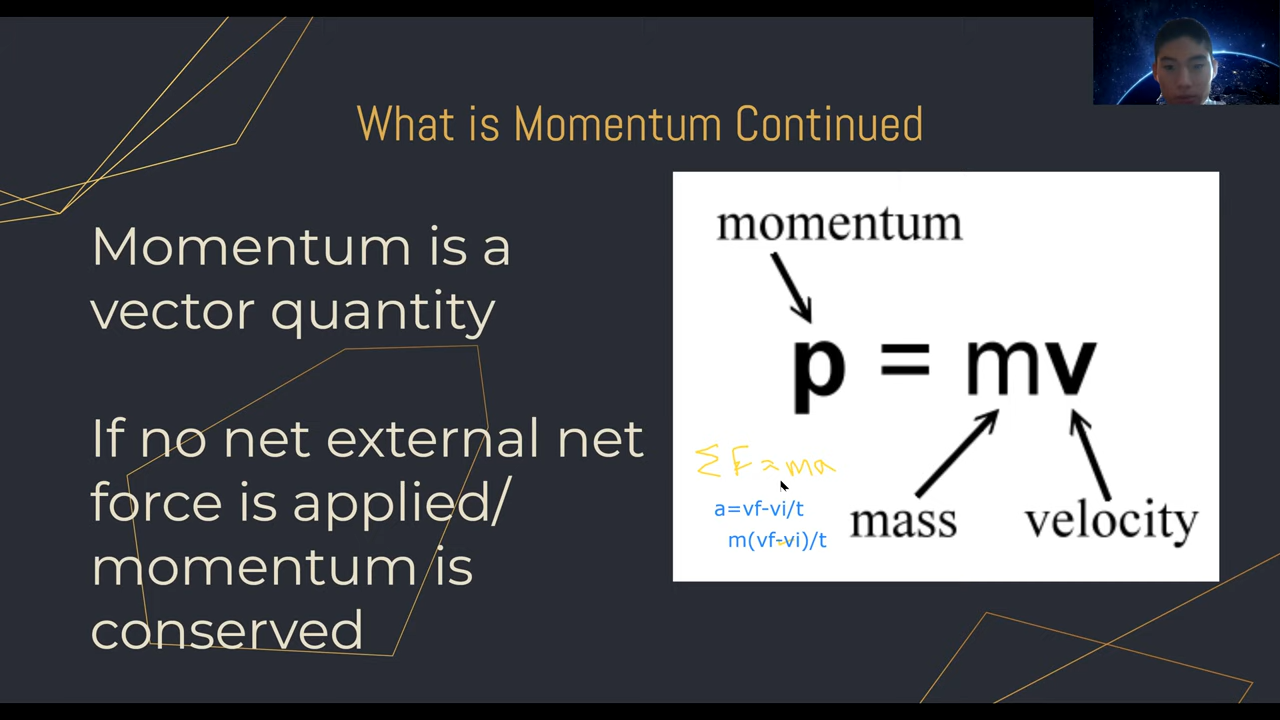 What is Momentum Continued
Momentum is a
vector quantity
If no net external net
force is applied/
momentum is
conserved
momentum
p = mv
mass
velocity
∑F=ma
a=vf-vi/t
m(vf-vi)/t